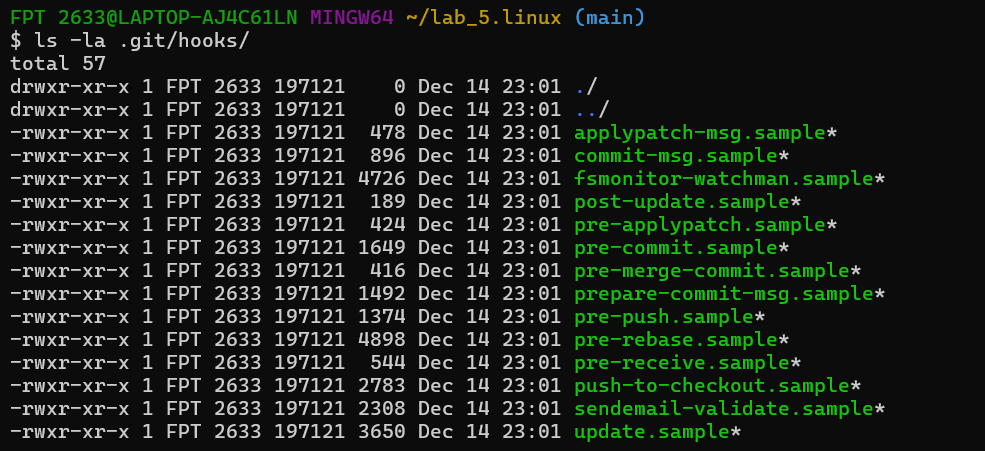 FPT 2633@LAPTOP-AJ4C61LN MINGW64 ~/lab_5.linux (main)
$ ls -la .git/hooks/
total 57
drwxr-xr-x 1 FPT 2633 197121    0 Dec 14 23:01 ./
drwxr-xr-x 1 FPT 2633 197121    0 Dec 14 23:01 ../
-rwxr-xr-x 1 FPT 2633 197121  478 Dec 14 23:01 applypatch-msg.sample*
-rwxr-xr-x 1 FPT 2633 197121  896 Dec 14 23:01 commit-msg.sample*
-rwxr-xr-x 1 FPT 2633 197121 4726 Dec 14 23:01 fsmonitor-watchman.sample*
-rwxr-xr-x 1 FPT 2633 197121  189 Dec 14 23:01 post-update.sample*
-rwxr-xr-x 1 FPT 2633 197121  424 Dec 14 23:01 pre-applypatch.sample*
-rwxr-xr-x 1 FPT 2633 197121 1649 Dec 14 23:01 pre-commit.sample*
-rwxr-xr-x 1 FPT 2633 197121  416 Dec 14 23:01 pre-merge-commit.sample*
-rwxr-xr-x 1 FPT 2633 197121 1492 Dec 14 23:01 prepare-commit-msg.sample*
-rwxr-xr-x 1 FPT 2633 197121 1374 Dec 14 23:01 pre-push.sample*
-rwxr-xr-x 1 FPT 2633 197121 4898 Dec 14 23:01 pre-rebase.sample*
-rwxr-xr-x 1 FPT 2633 197121  544 Dec 14 23:01 pre-receive.sample*
-rwxr-xr-x 1 FPT 2633 197121 2783 Dec 14 23:01 push-to-checkout.sample*
-rwxr-xr-x 1 FPT 2633 197121 2308 Dec 14 23:01 sendemail-validate.sample*
-rwxr-xr-x 1 FPT 2633 197121 3650 Dec 14 23:01 update.sample*